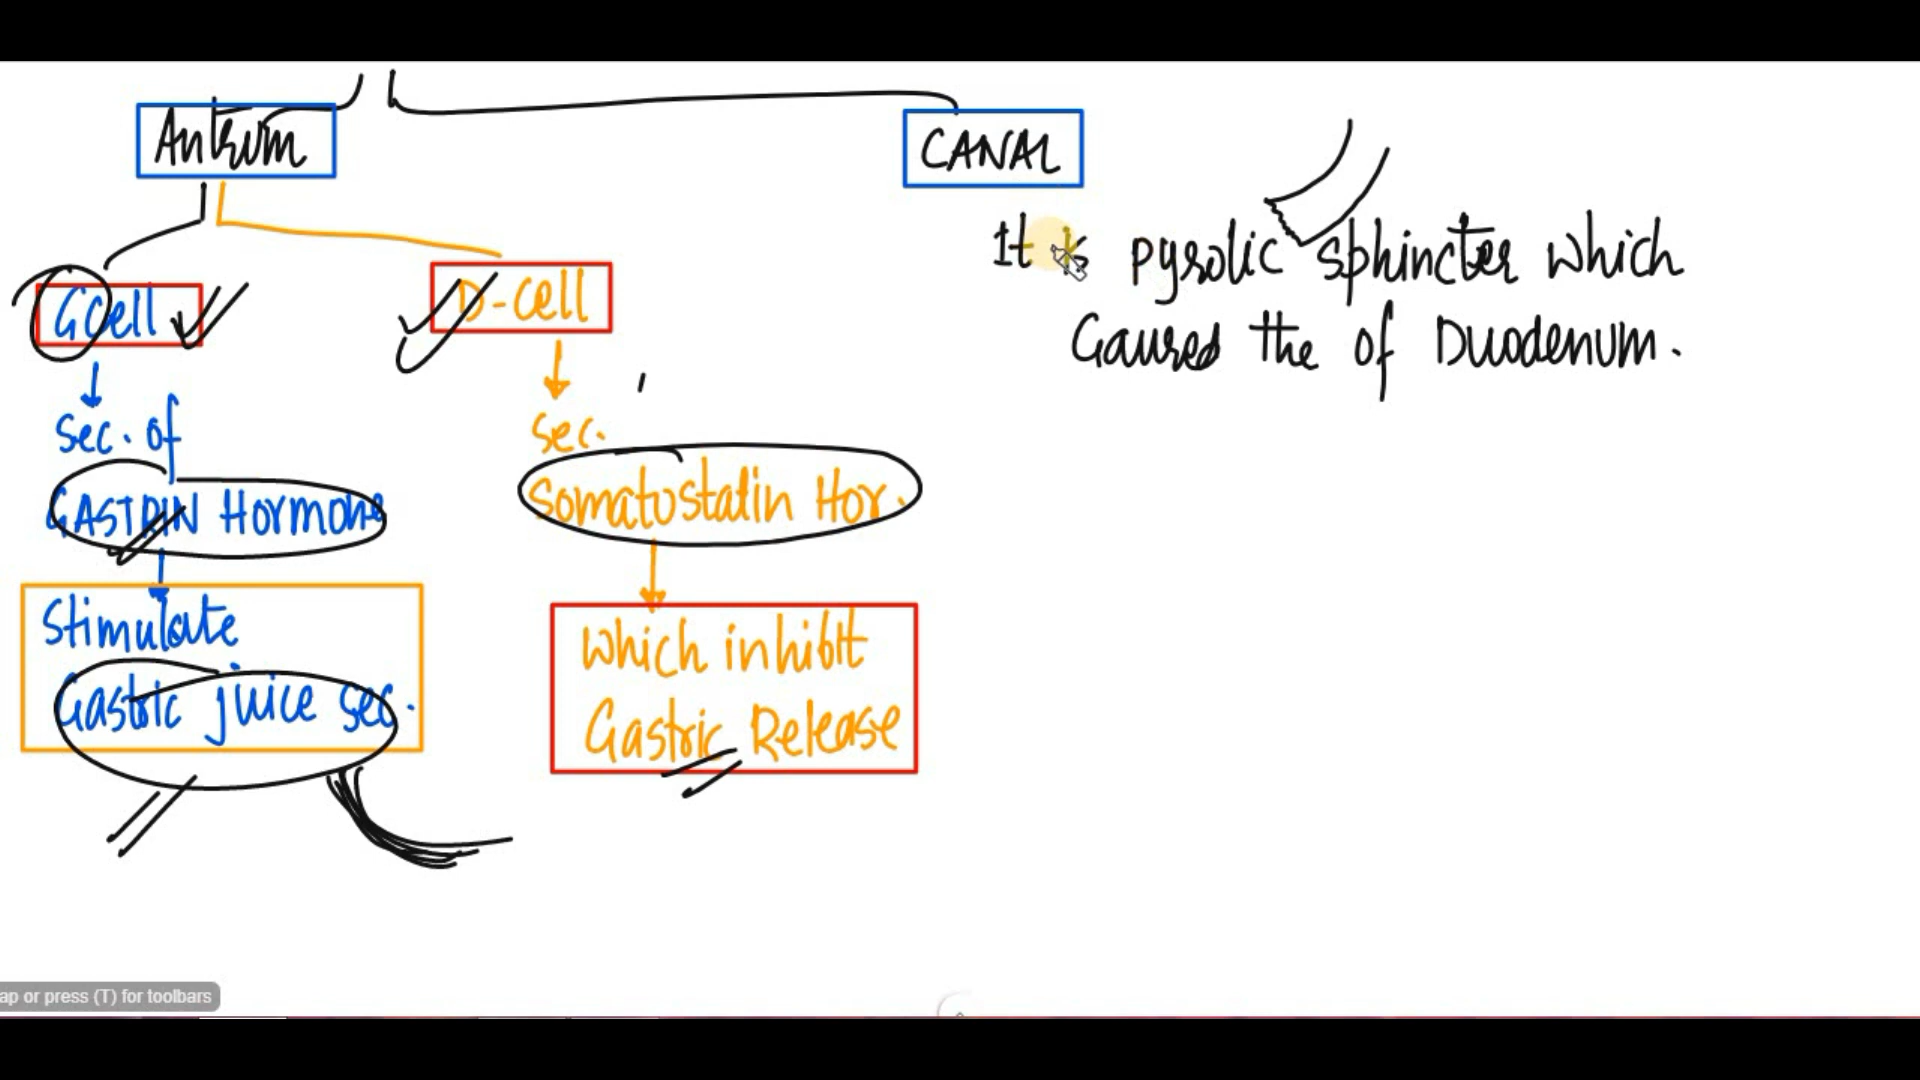 Antrum
CANAL
It is pyrolic sphincter which
Gaured the of Duodenum.
G cell
D-cell
Sec. of
GASTRIN Hormone
Stimulate
Gastric juice sec.
Sec.
Somatostatin Hor.
which inhibit
Gastric Release
ap or press (T) for toolbars